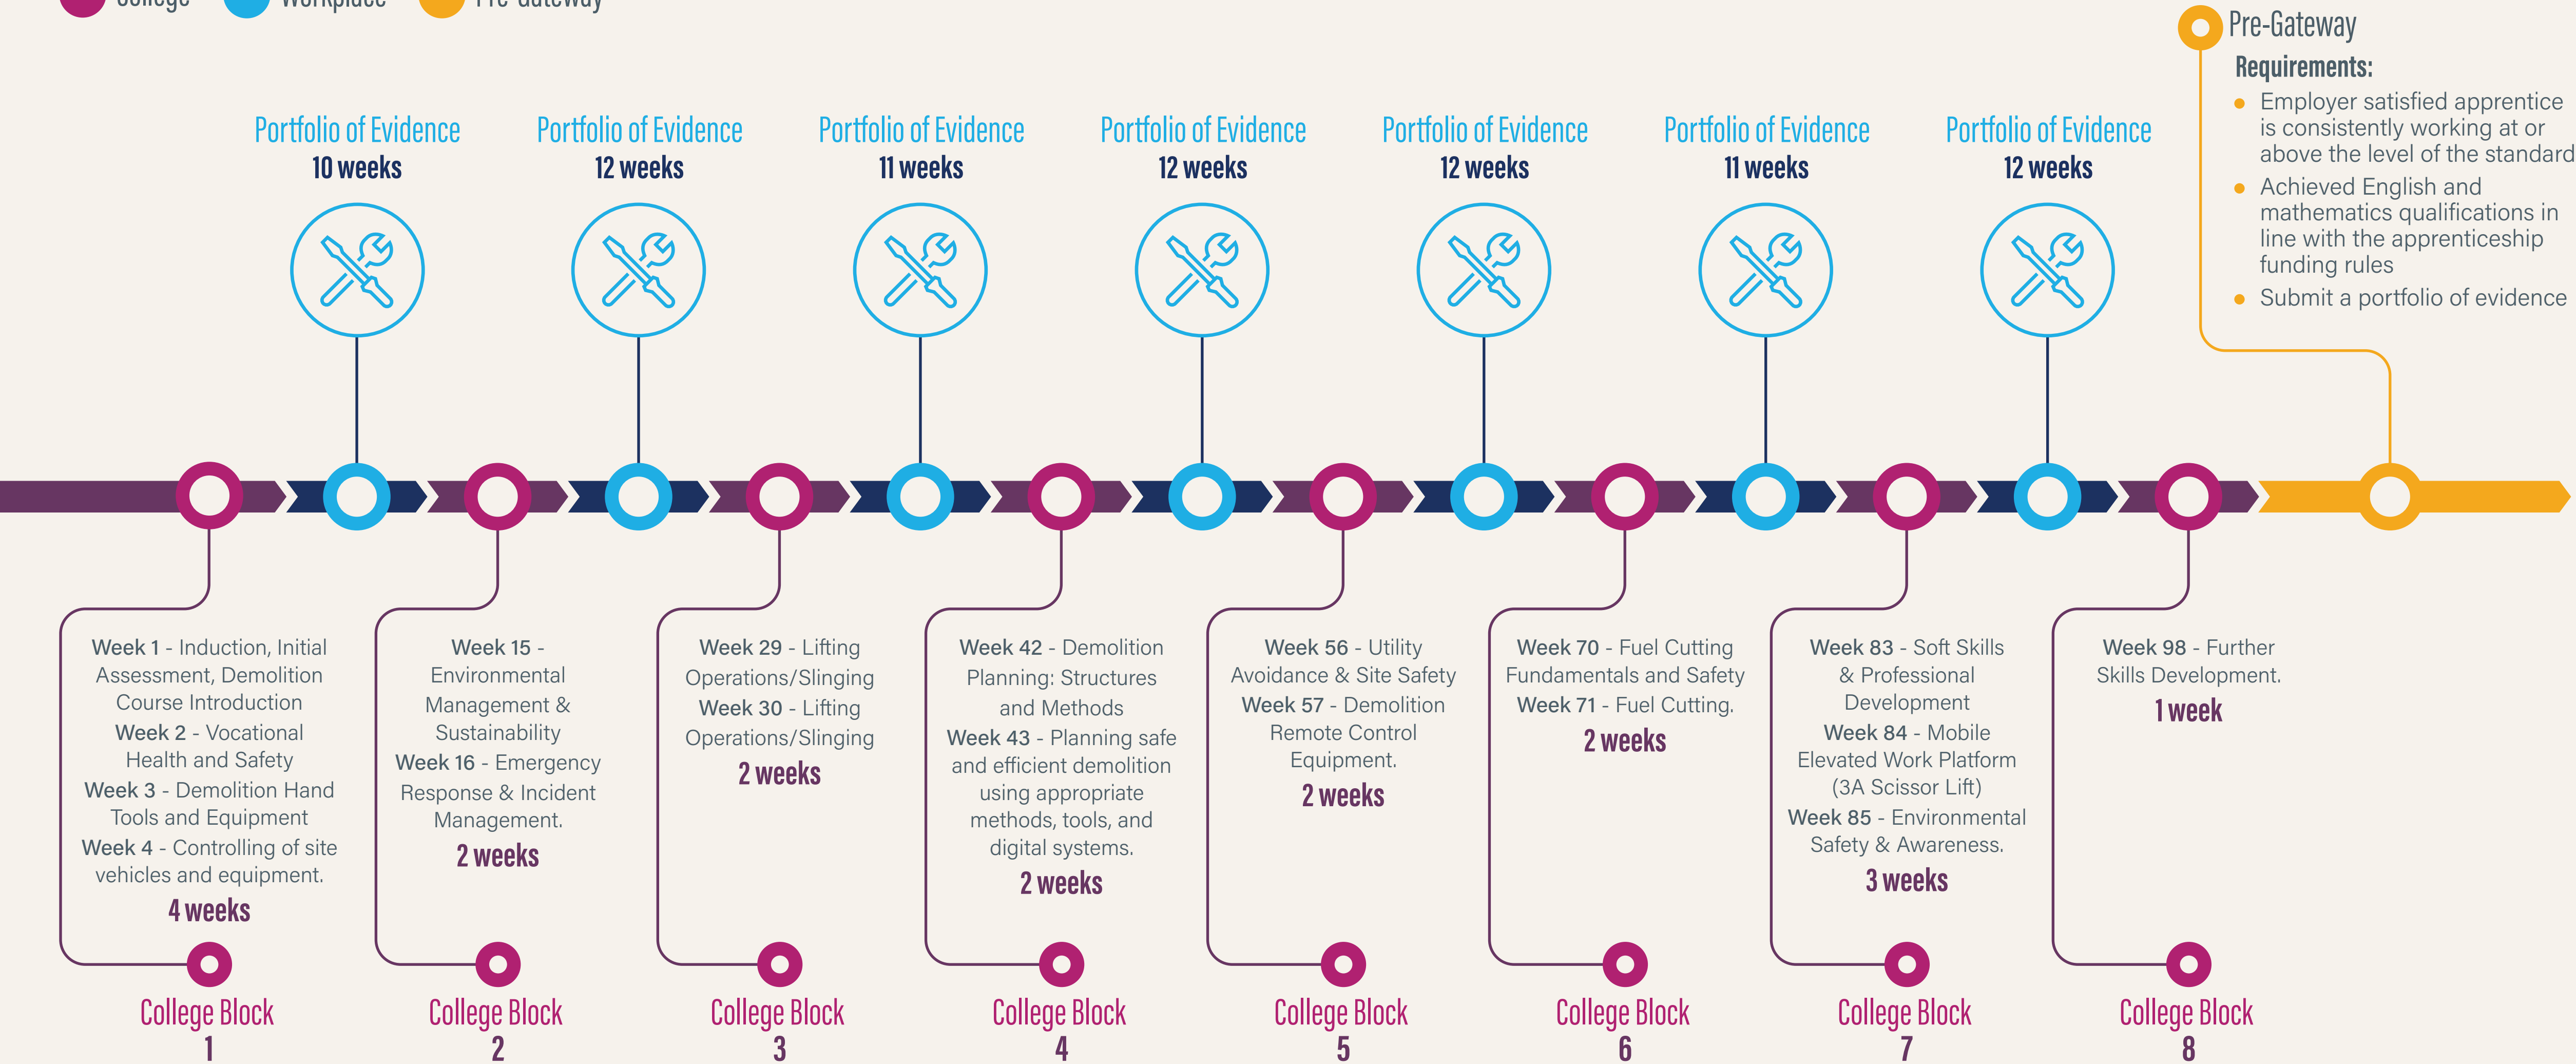 College
Workplace
Pre-Gateway
Pre-Gateway
Requirements:
Employer satisfied apprentice
is consistently working at or
above the level of the standard
Achieved English and
mathematics qualifications in
line with the apprenticeship
funding rules
Submit a portfolio of evidence
Portfolio of Evidence
10 weeks
Portfolio of Evidence
12 weeks
Portfolio of Evidence
11 weeks
Portfolio of Evidence
12 weeks
Portfolio of Evidence
12 weeks
Portfolio of Evidence
11 weeks
Portfolio of Evidence
12 weeks
Week 1 - Induction, Initial
Assessment, Demolition
Course Introduction
Week 2 - Vocational
Health and Safety
Week 3 - Demolition Hand
Tools and Equipment
Week 4 - Controlling of site
vehicles and equipment.
4 weeks
College Block
1
Week 15 -
Environmental
Management &
Sustainability
Week 16 - Emergency
Response & Incident
Management.
2 weeks
College Block
2
Week 29 - Lifting
Operations/Slinging
Week 30 - Lifting
Operations/Slinging
2 weeks
College Block
3
Week 42 - Demolition
Planning: Structures
and Methods
Week 43 - Planning safe
and efficient demolition
using appropriate
methods, tools, and
digital systems.
2 weeks
College Block
4
Week 56 - Utility
Avoidance & Site Safety
Week 57 - Demolition
Remote Control
Equipment.
2 weeks
College Block
5
Week 70 - Fuel Cutting
Fundamentals and Safety
Week 71 - Fuel Cutting.
2 weeks
College Block
6
Week 83 - Soft Skills
& Professional
Development
Week 84 - Mobile
Elevated Work Platform
(3A Scissor Lift)
Week 85 - Environmental
Safety & Awareness.
3 weeks
College Block
7
Week 98 - Further
Skills Development.
1 week
College Block
8